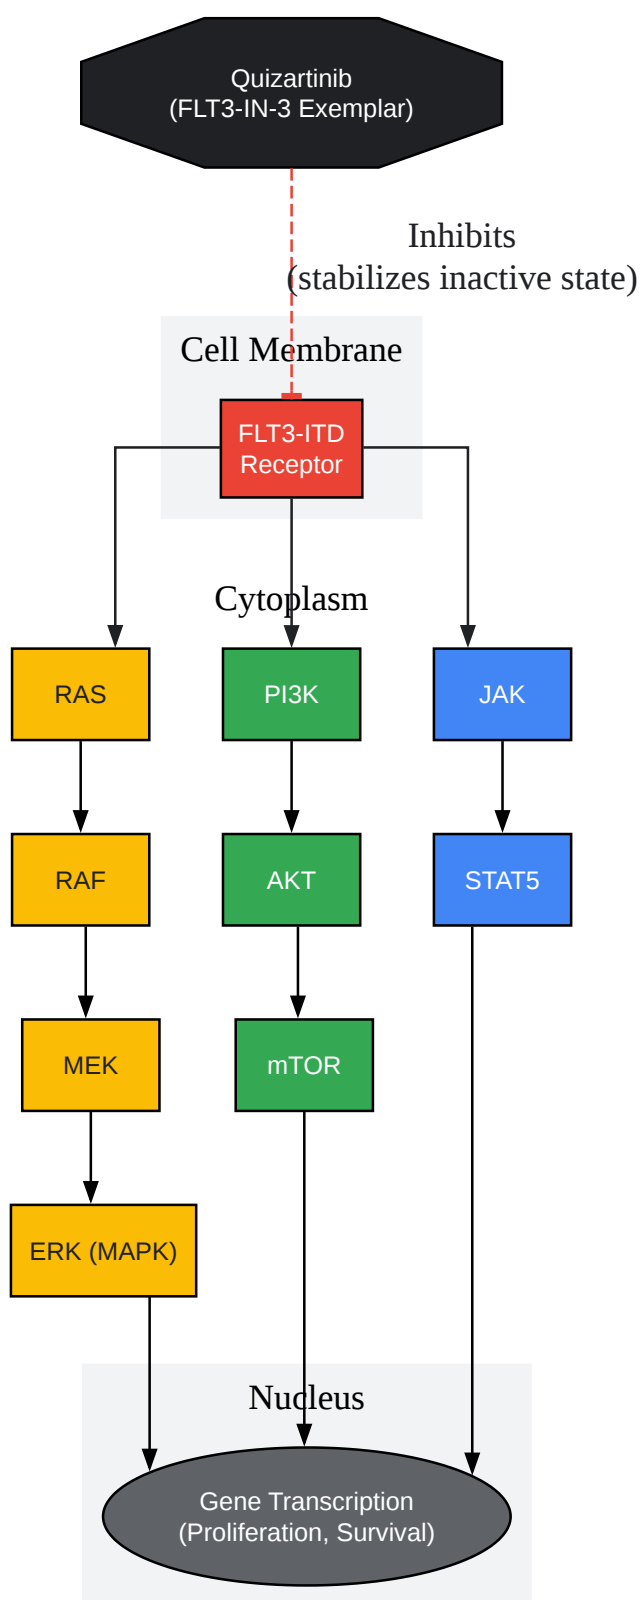 Quizartinib
(FLT3-IN-3 Exemplar)
Inhibits
(stabilizes inactive state)
Cell Membrane
FLT3-ITD
Receptor
Cytoplasm
RAS
PI3K
JAK
RAF
AKT
STAT5
MEK
mTOR
ERK (MAPK)
Nucleus
Gene Transcription
(Proliferation, Survival)